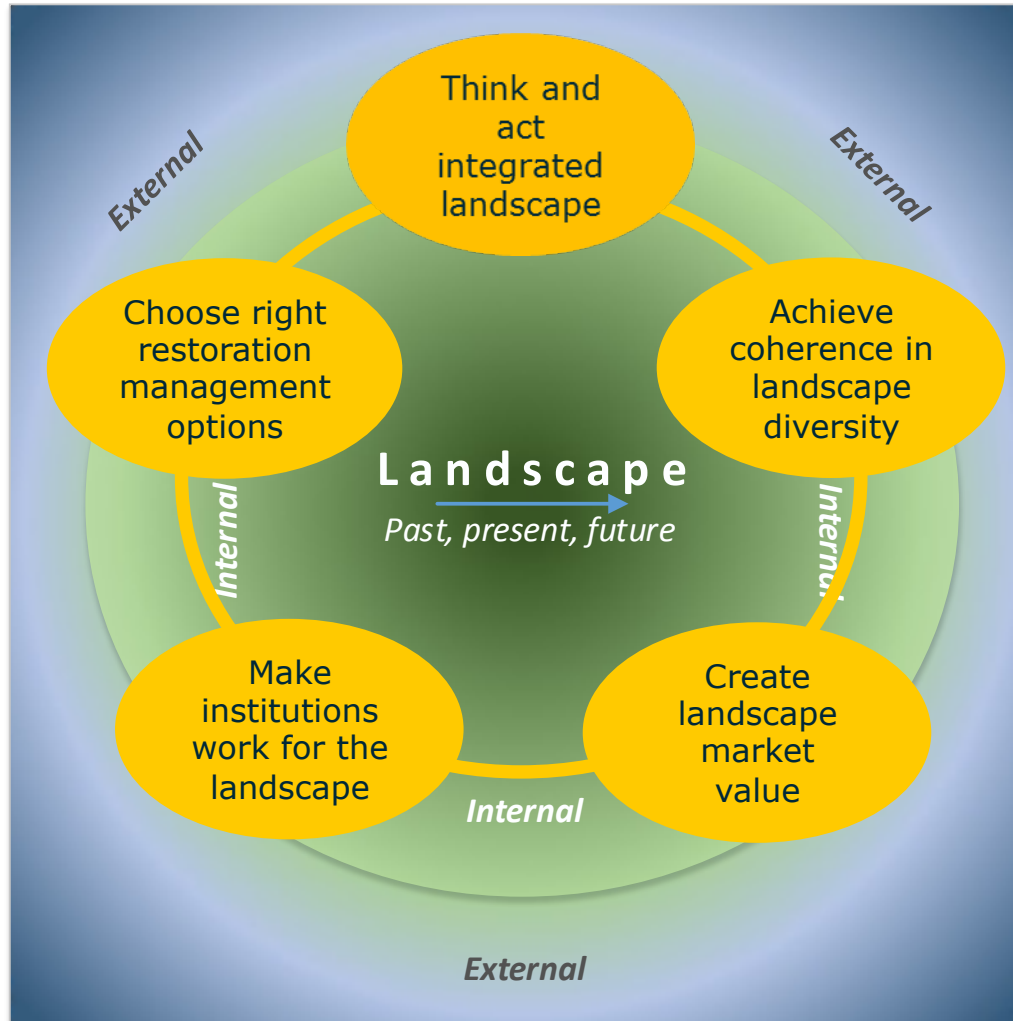 Think and
act
integrated
landscape
External
External
Choose right
restoration
management
options
Achieve
coherence in
landscape
diversity
Landscape
Past, present, future
Internal
Internal
Make
institutions
work for the
landscape
Create
landscape
market
value
Internal
External